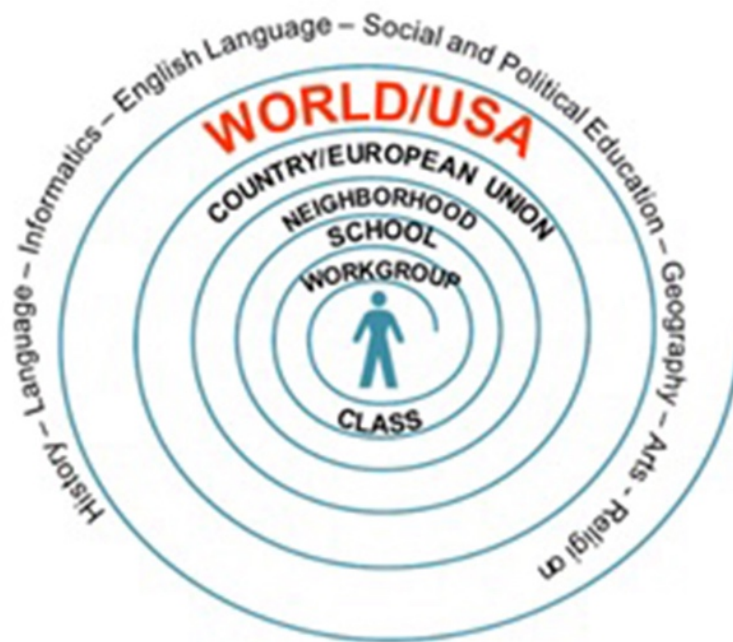 History – Language – Informatics – English Language – Social and Political Education – Geography – Arts - Religion
WORLD/USA
COUNTRY/EUROPEAN UNION
NEIGHBORHOOD
SCHOOL
WORKGROUP
CLASS